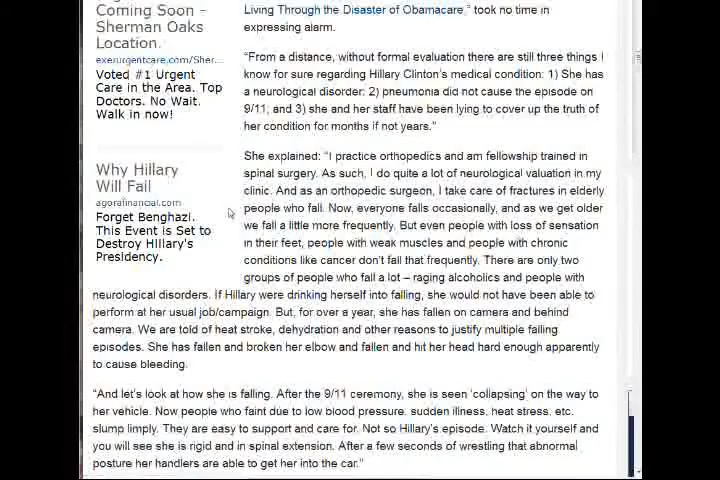 Coming Soon –
Sherman Oaks
Location.
exerurgentcare.com/Sher...
Voted #1 Urgent
Care in the Area. Top
Doctors. No Wait.
Walk in now!
Why Hillary
Will Fail
agorafinancial.com
Forget Benghazi.
This Event is Set to
Destroy Hillary's
Presidency.
Living Through the Disaster of Obamacare," took no time in
expressing alarm.
"From a distance, without formal evaluation there are still three things I
know for sure regarding Hillary Clinton's medical condition: 1) She has
a neurological disorder: 2) pneumonia did not cause the episode on
9/11; and 3) she and her staff have been lying to cover up the truth of
her condition for months if not years."
She explained: "I practice orthopedics and am fellowship trained in
spinal surgery. As such, I do quite a lot of neurological valuation in my
clinic. And as an orthopedic surgeon, I take care of fractures in elderly
people who fall. Now, everyone falls occasionally, and as we get older
we fall a little more frequently. But even people with loss of sensation
in their feet, people with weak muscles and people with chronic
conditions like cancer don't fall that frequently. There are only two
groups of people who fall a lot – raging alcoholics and people with
neurological disorders. If Hillary were drinking herself into falling, she would not have been able to
perform at her usual job/campaign. But, for over a year, she has fallen on camera and behind
camera. We are told of heat stroke, dehydration and other reasons to justify multiple falling
episodes. She has fallen and broken her elbow and fallen and hit her head hard enough apparently
to cause bleeding.
"And let's look at how she is falling. After the 9/11 ceremony, she is seen 'collapsing' on the way to
her vehicle. Now people who faint due to low blood pressure, sudden illness, heat stress, etc.
slump limply. They are easy to support and care for. Not so Hillary's episode. Watch it yourself and
you will see she is rigid and in spinal extension. After a few seconds of wrestling that abnormal
posture her handlers are able to get her into the car."